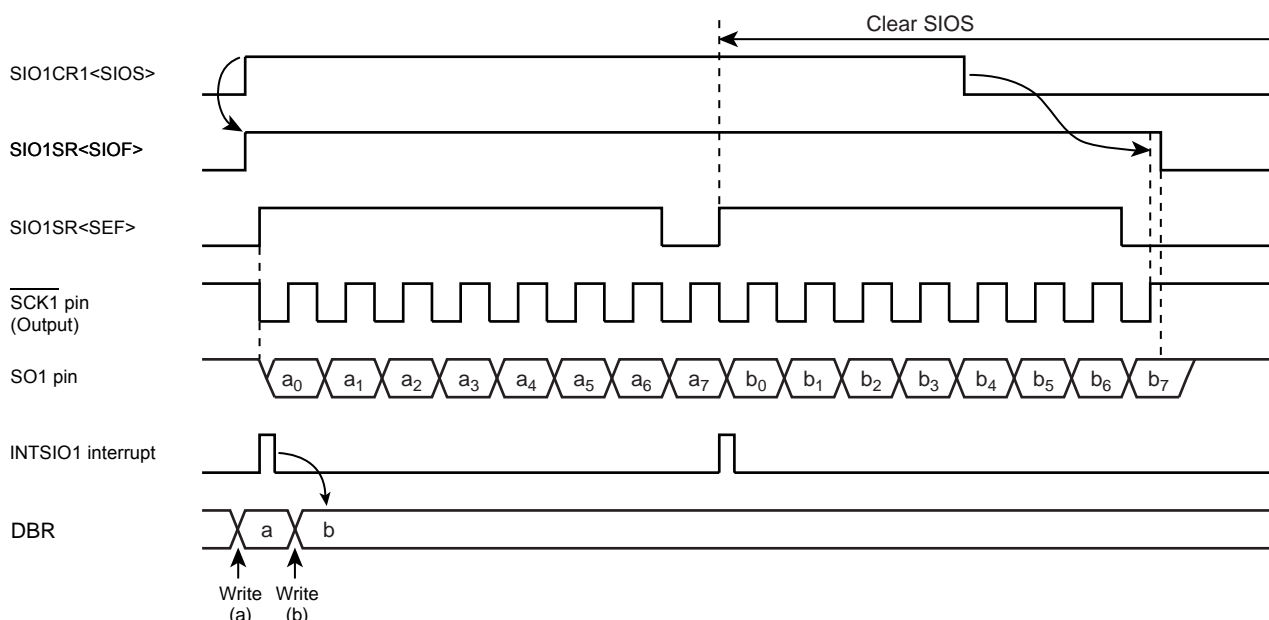 Clear SIOS
SIO1CR1<SIOS>
SIO1SR<SIOF>
SIO1SR<SEF>
SCK1 pin
(Output)
SO1 pin
a0 a1 a2 a3 a4 a5 a6 a7 b0 b1 b2 b3 b4 b5 b6 b7
INTSIO1 interrupt
DBR a b
Write Write
(a) (b)